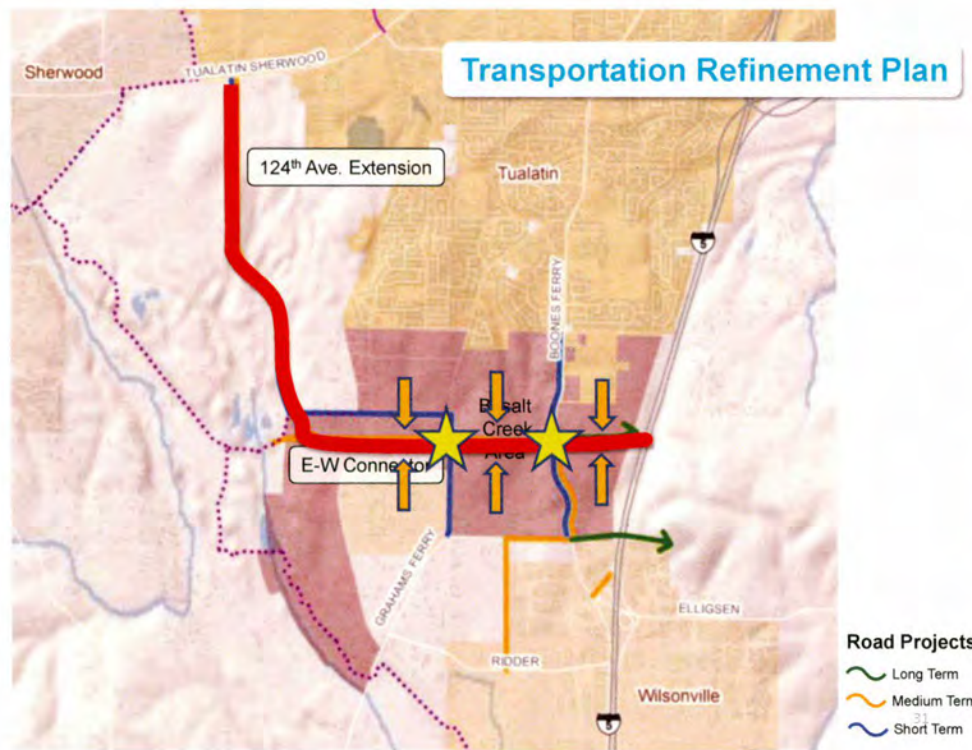 Transportation Refinement Plan
Sherwood
TUALATIN SHERWOOD
124th Ave. Extension
Tualatin
5
BOONES FERRY
Basalt
Creek
Area
E-W Connector
GRAHAMS FERRY
ELLIGSEN
RIDDER
Wilsonville
5
Road Projects
Long Term
Medium Term
31
Short Term